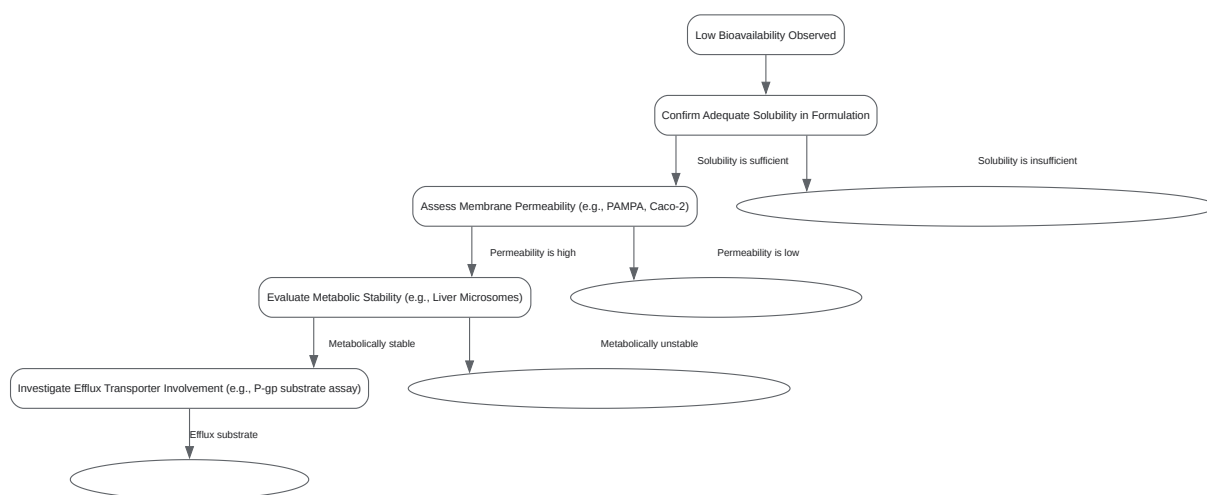 Low Bioavailability Observed
Confirm Adequate Solubility in Formulation
Solubility is sufficient
Solubility is insufficient
Assess Membrane Permeability (e.g., PAMPA, Caco-2)
Permeability is high
Permeability is low
Evaluate Metabolic Stability (e.g., Liver Microsomes)
Metabolically stable
Metabolically unstable
Investigate Efflux Transporter Involvement (e.g., P-gp substrate assay)
Efflux substrate